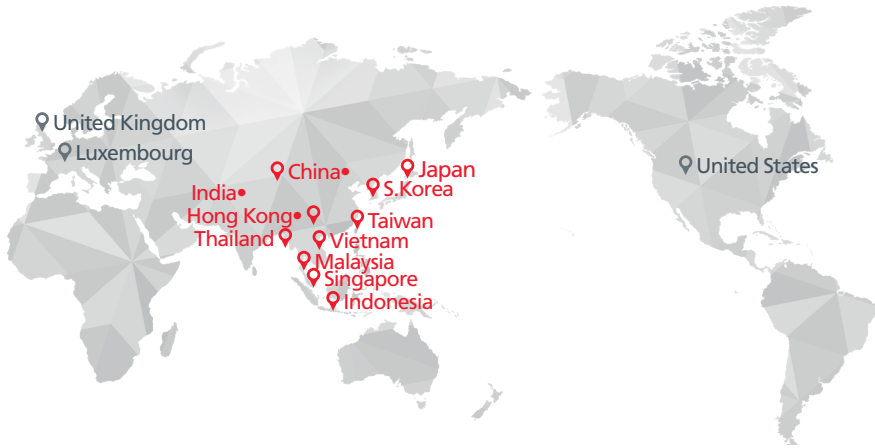 United Kingdom
Luxembourg
China
Japan
S.Korea
India
Hong Kong
Taiwan
Thailand
Vietnam
Malaysia
Singapore
Indonesia
United States